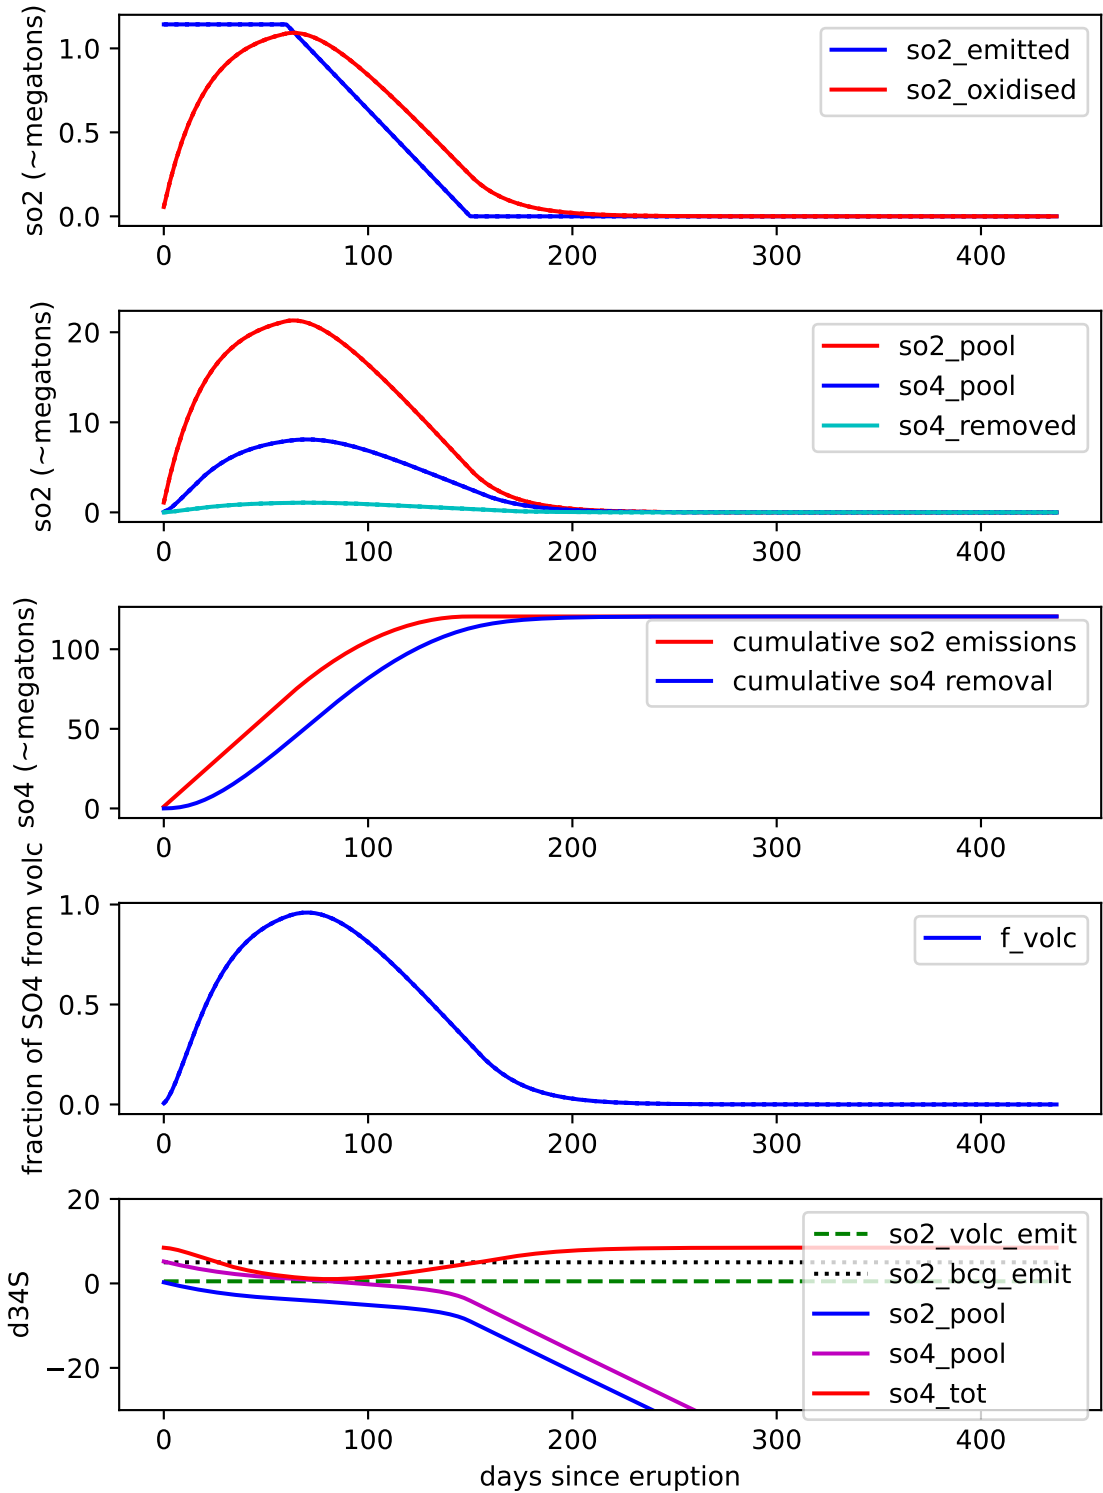 so2 (~megatons)
1.0
0.5
0.0
so2_emitted
so2_oxidised
0 100 200 300 400
so2 (~megatons)
20
10
0
so2_pool
so4_pool
so4_removed
0 100 200 300 400
so4 (~megatons)
100
50
0
cumulative so2 emissions
cumulative so4 removal
0 100 200 300 400
fraction of SO4 from volc
1.0
0.5
0.0
f_volc
0 100 200 300 400
d34S
20
0
−20
so2_volc_emit
so2_bcg_emit
so2_pool
so4_pool
so4_tot
0 100 200 300 400
days since eruption